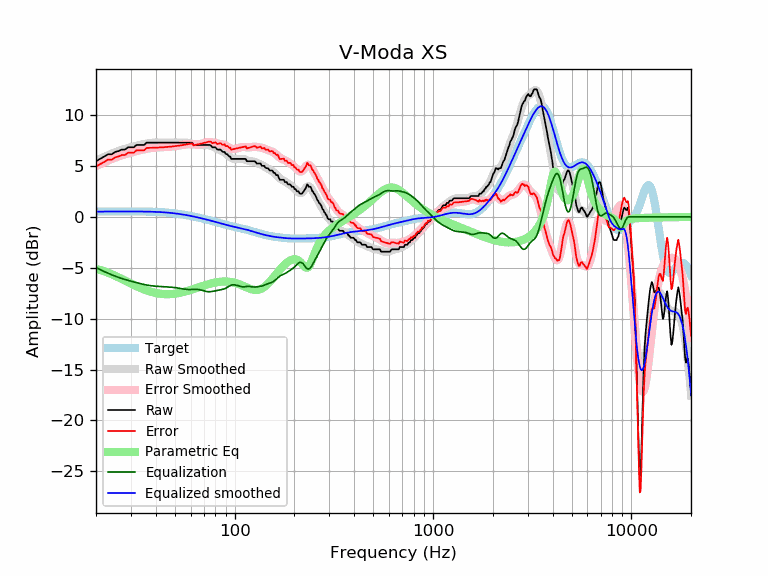 V-Moda XS
Amplitude (dBr)
10
5
0
−5
−10
−15
−20
−25
Target
Raw Smoothed
Error Smoothed
Raw
Error
Parametric Eq
Equalization
Equalized smoothed
100
1000
10000
Frequency (Hz)